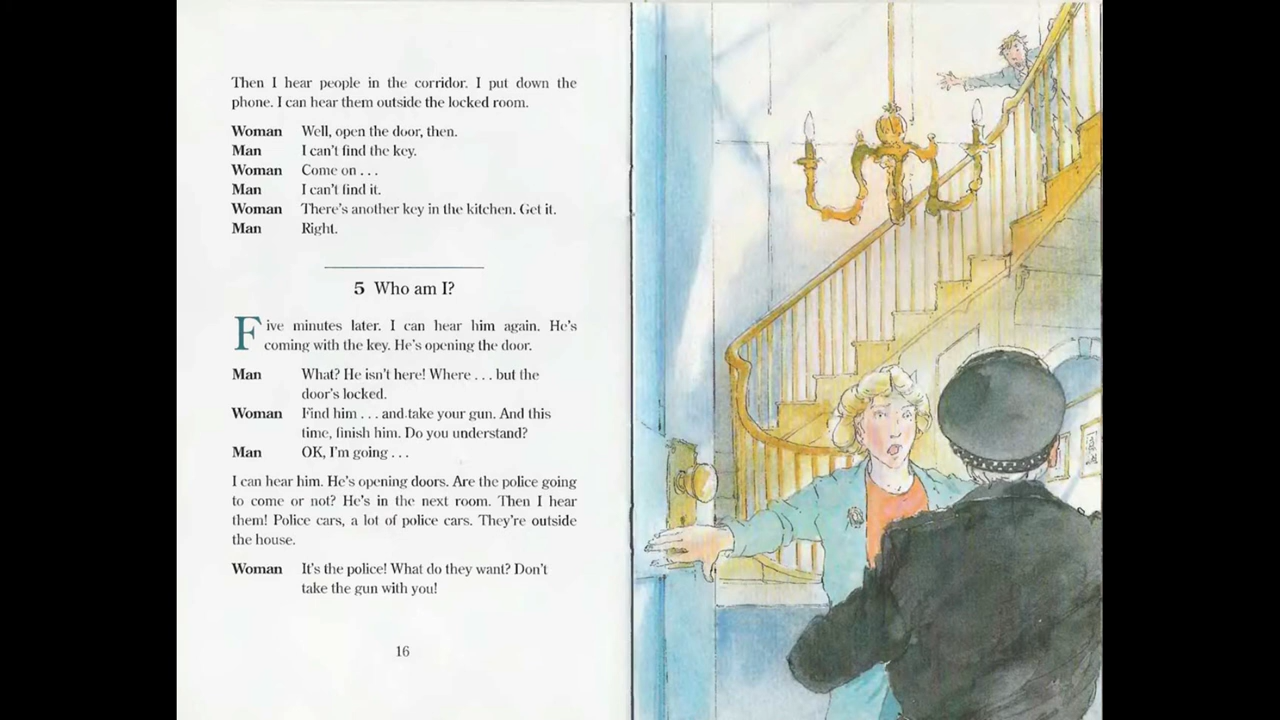 Then I hear people in the corridor. I put down the
phone. I can hear them outside the locked room.
Woman Well, open the door, then.
Man I can't find the key.
Woman Come on . . .
Man I can't find it.
Woman There's another key in the kitchen. Get it.
Man Right.
5 Who am I?
Five minutes later. I can hear him again. He's
coming with the key. He's opening the door.
Man What? He isn't here! Where . . . but the
door's locked.
Woman Find him . . . and take your gun. And this
time, finish him. Do you understand?
Man OK, I'm going . . .
I can hear him. He's opening doors. Are the police going
to come or not? He's in the next room. Then I hear
them! Police cars, a lot of police cars. They're outside
the house.
Woman It's the police! What do they want? Don't
take the gun with you!
16